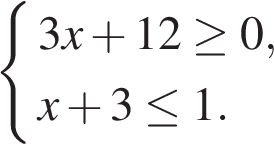 3x + 12 ≥ 0,
x + 3 ≤ 1.